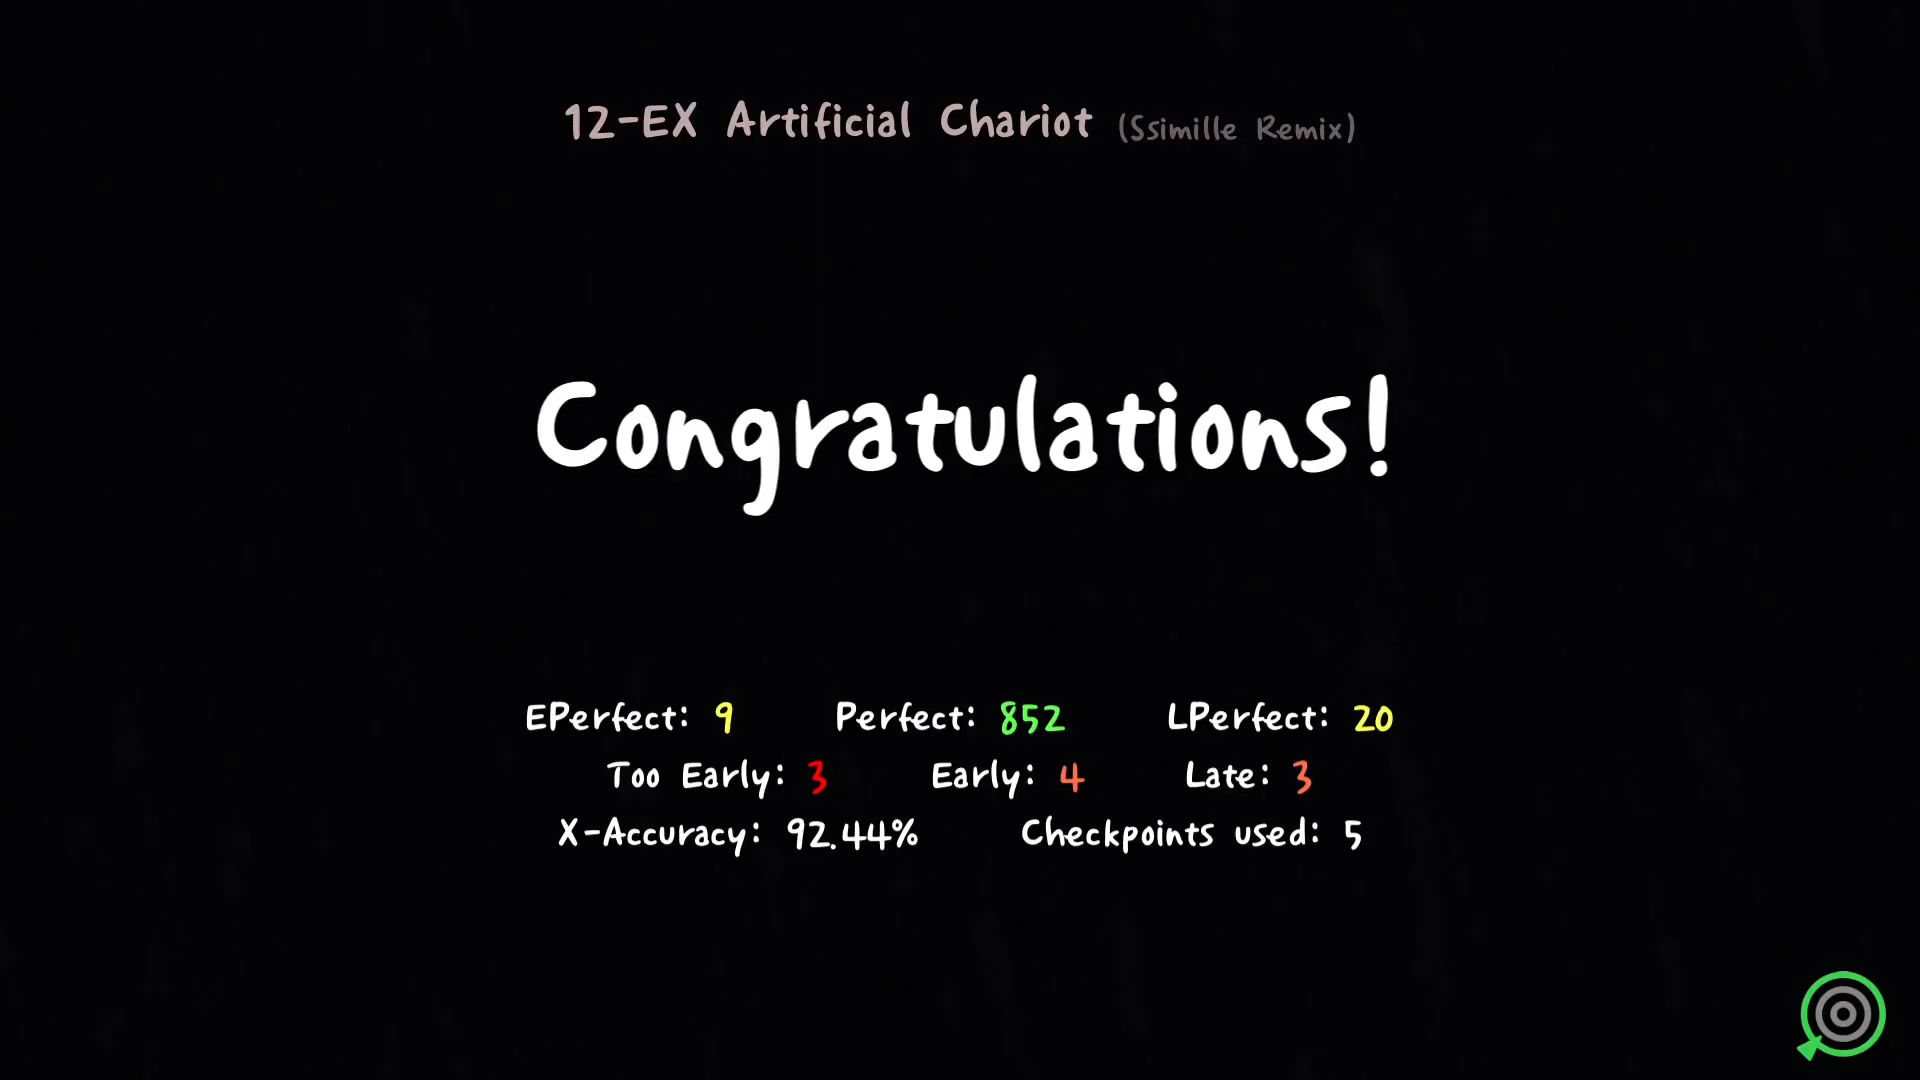 12-EX Artificial Chariot (Ssimille Remix)
Congratulations!
EPerfect: 9 Perfect: 852 LPerfect: 20
Too Early: 3 Early: 4 Late: 3
X-Accuracy: 92.44% Checkpoints used: 5